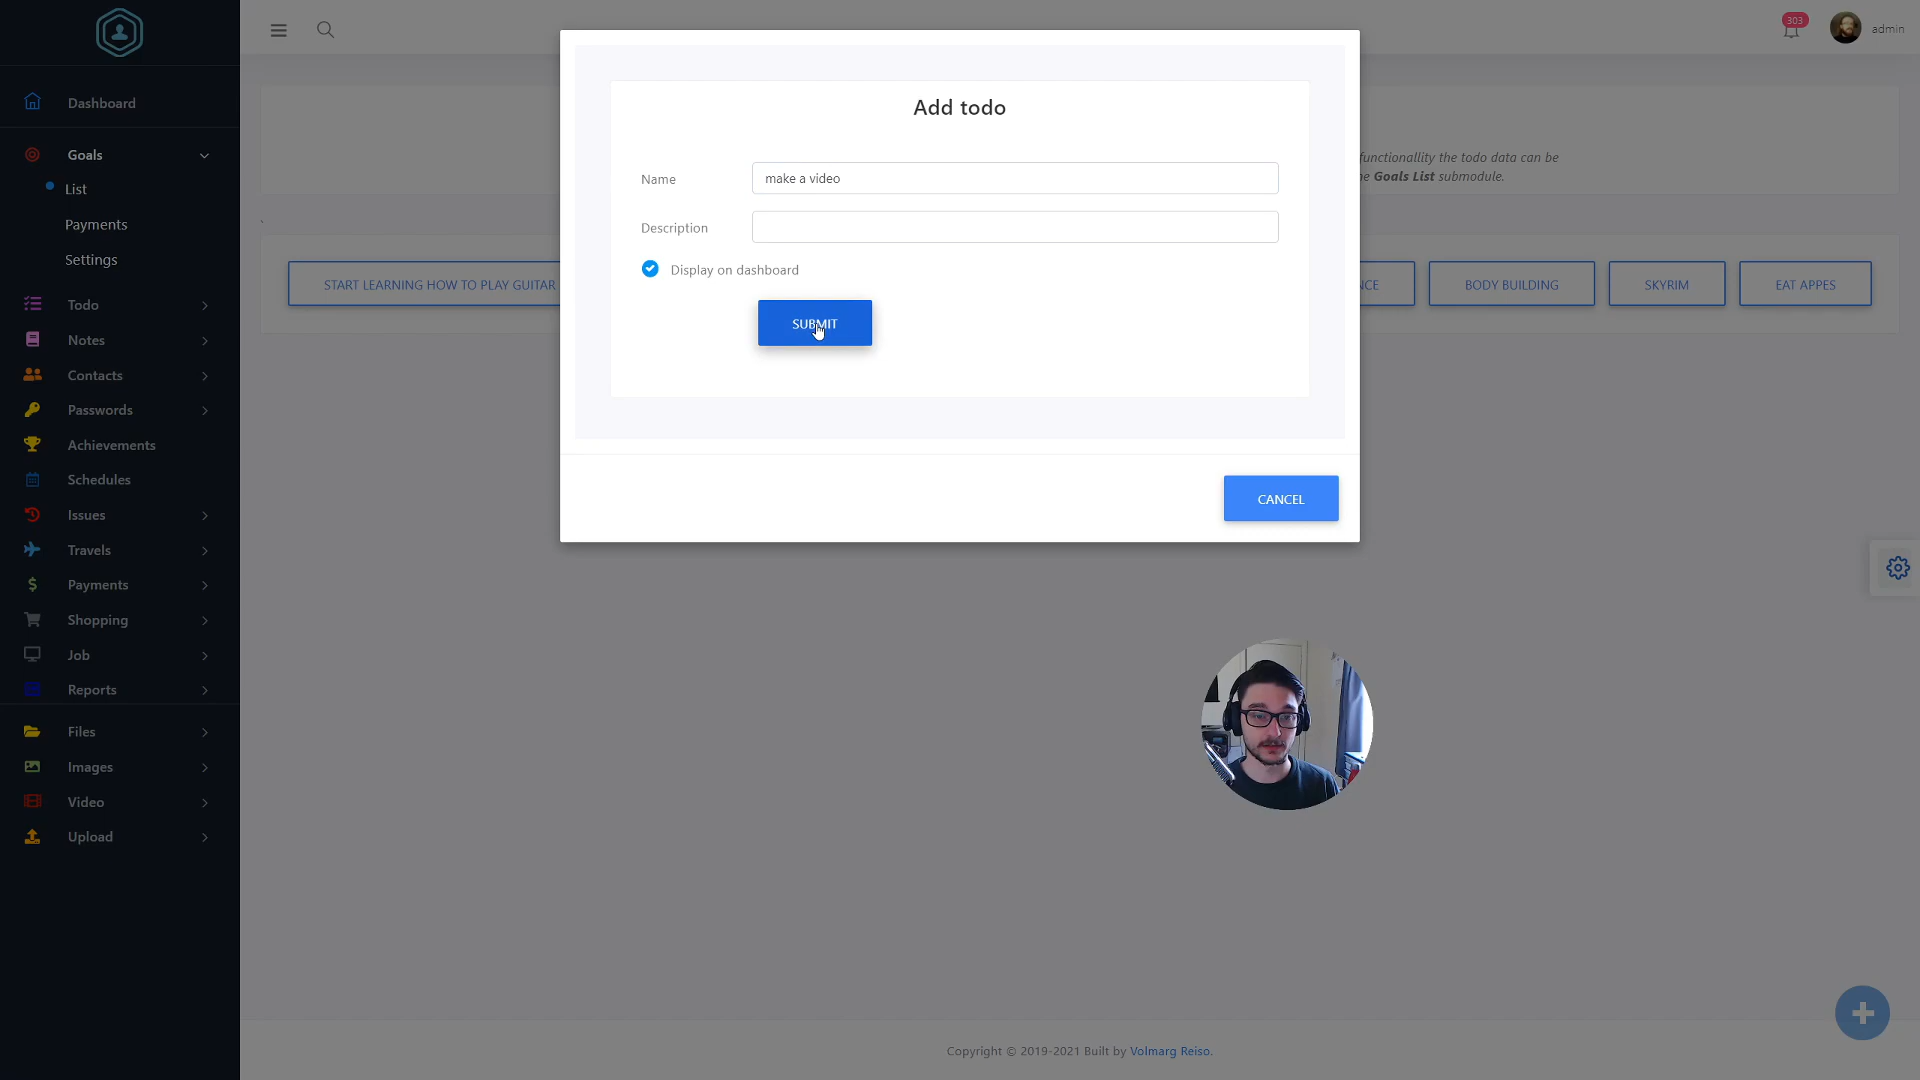 303
admin
Dashboard
Goals
List
Payments
Settings
Todo
Notes
Contacts
Passwords
Achievements
Schedules
Issues
Travels
Payments
Shopping
Job
Reports
Files
Images
Video
Upload
Add todo
Name
make a video
Description
Display on dashboard
SUBMIT
CANCEL
functionallity the todo data can be
Goals List submodule.
START LEARNING HOW TO PLAY GUITAR
BODY BUILDING
SKYRIM
EAT APPES
Copyright © 2019-2021 Built by Volmarg Reiso.